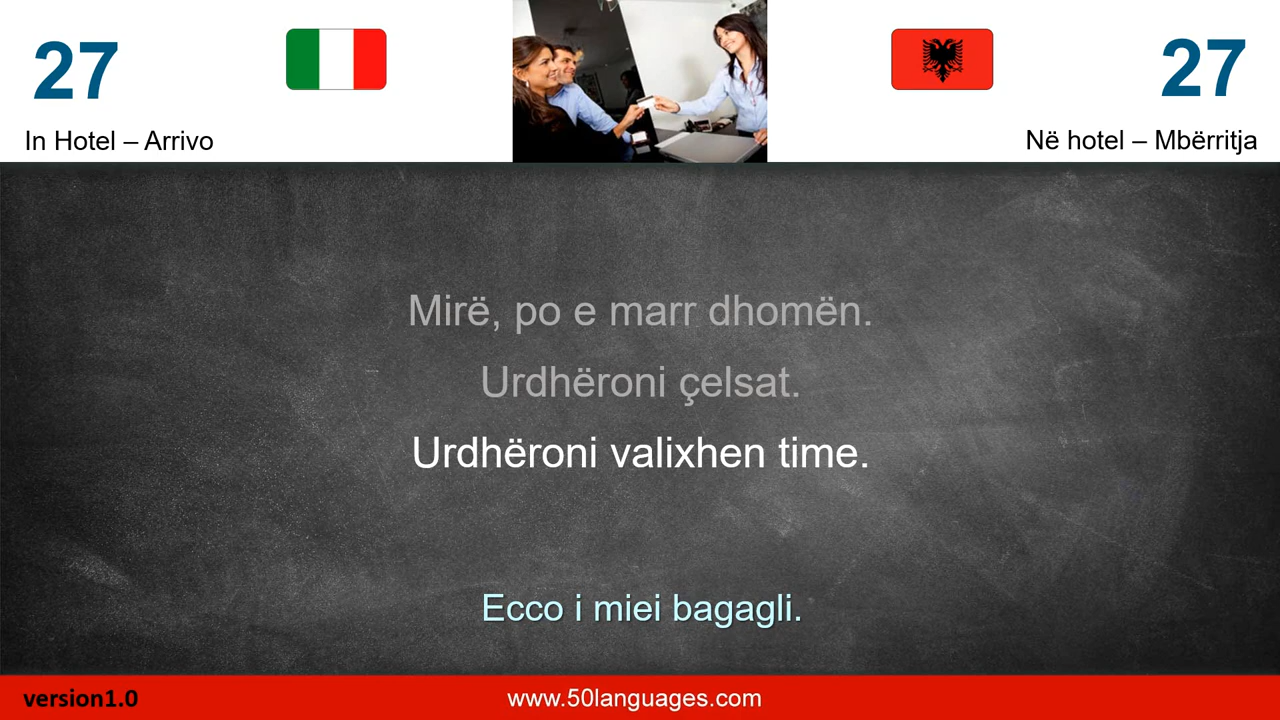 27
27
In Hotel – Arrivo
Në hotel – Mbërritja
Mirë, po e marr dhomën.
Urdhëroni çelsat.
Urdhëroni valixhen time.
Ecco i miei bagagli.
version1.0
www.50languages.com